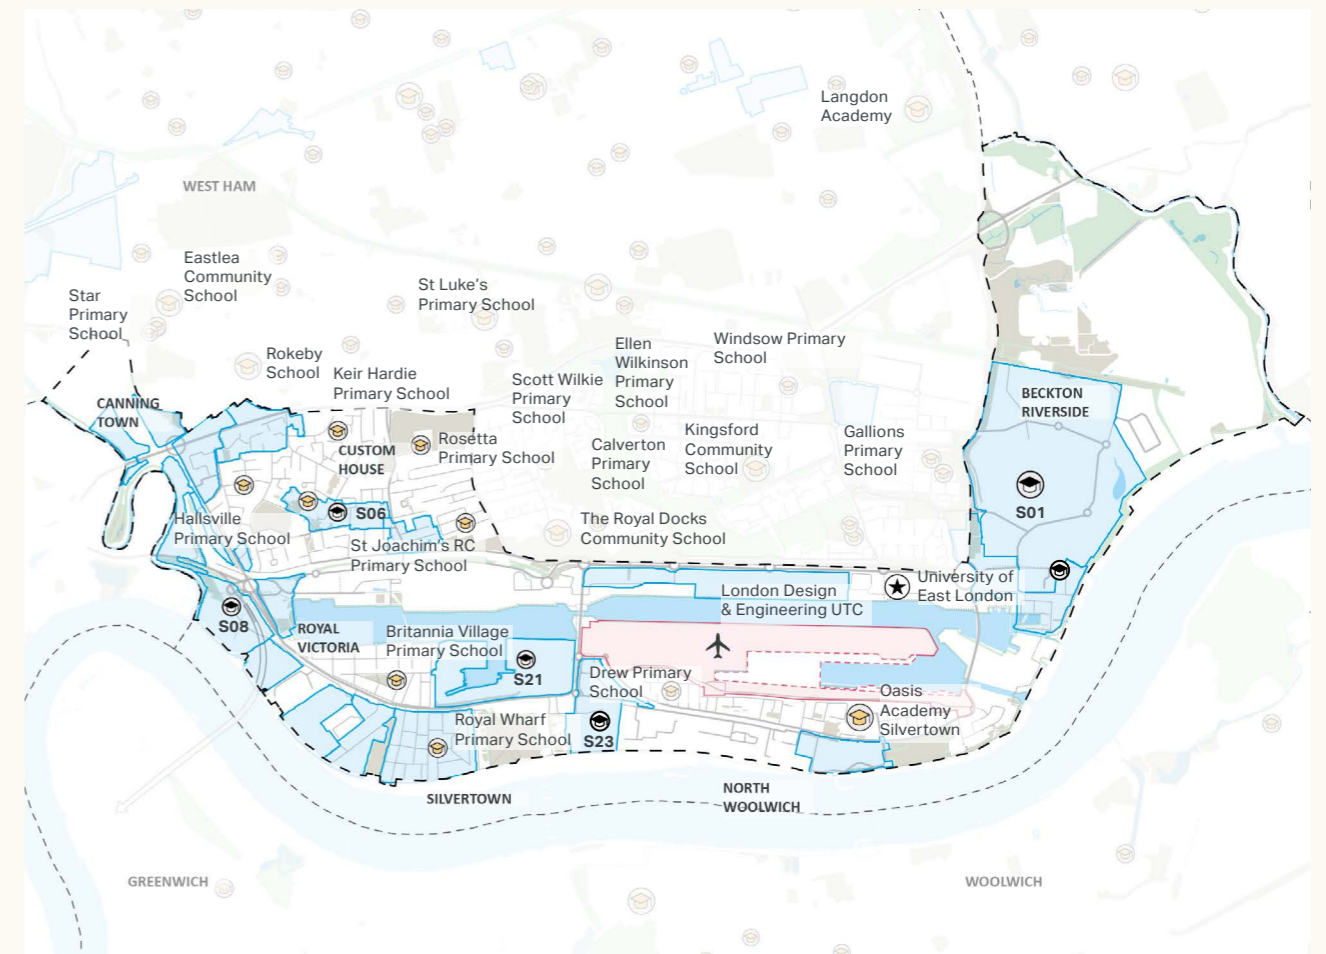 Langdon
Academy
WEST HAM
Eastlea
Community
School
Star
Primary
School
St Luke's
Primary School
Rokeby
School
Keir Hardie
Primary School
Scott Wilkie
Primary
School
Ellen
Wilkinson
Primary
School
Windsow Primary
School
CANNING
TOWN
BECKTON
RIVERSIDE
CUSTOM
HOUSE
Rosetta
Primary School
Calverton
Primary
School
Kingsford
Community
School
Gallions
Primary
School
S01
S06
Hallsville
Primary School
St Joachim's RC
Primary School
The Royal Docks
Community School
London Design
& Engineering UTC
University of
East London
S08
ROYAL
VICTORIA
Britannia Village
Primary School
S21
Drew Primary
School
Oasis
Academy
Silvertown
Royal Wharf
Primary School
S23
SILVERTOWN
NORTH
WOOLWICH
GREENWICH
WOOLWICH